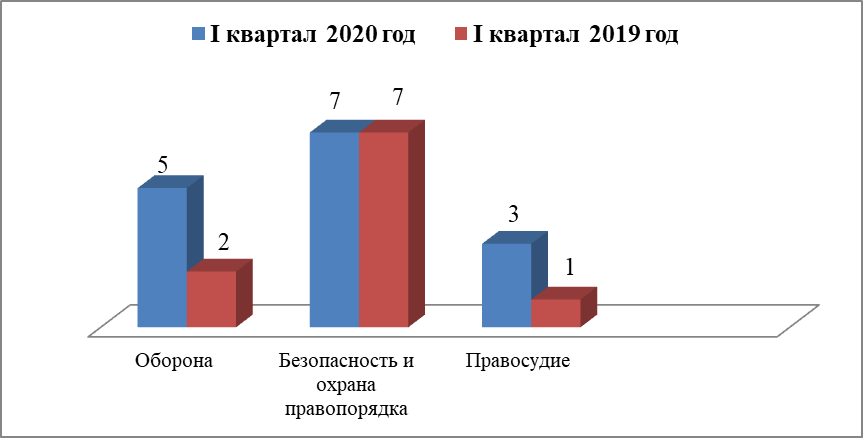 I квартал 2020 год I квартал 2019 год
7 7
5
2
3
1
Оборона
Безопасность и
охрана
правопорядка
Правосудие